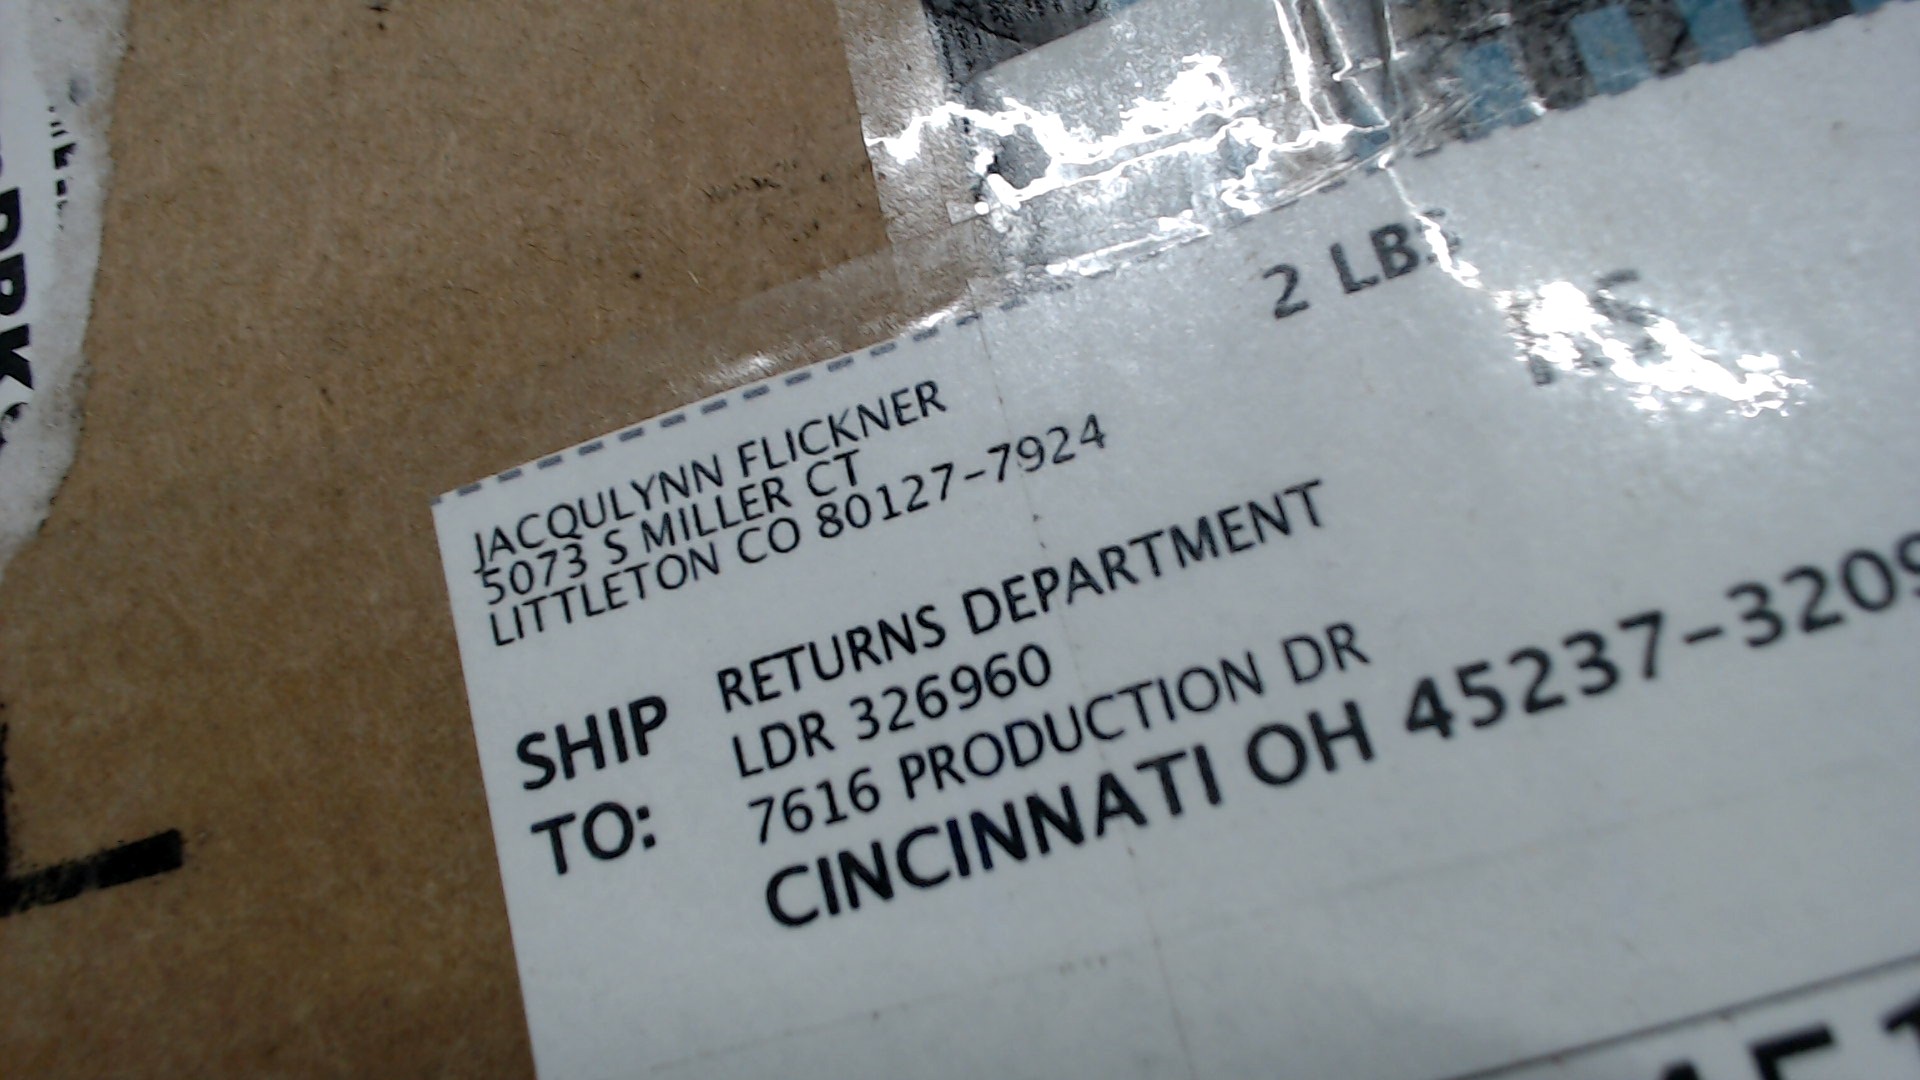 2 LBS
JACQULYNN FLICKNER
5073 S MILLER CT
LITTLETON CO 80127-7924
SHIP
TO:
RETURNS DEPARTMENT
LDR 326960
7616 PRODUCTION DR
CINCINNATI OH 45237-3209